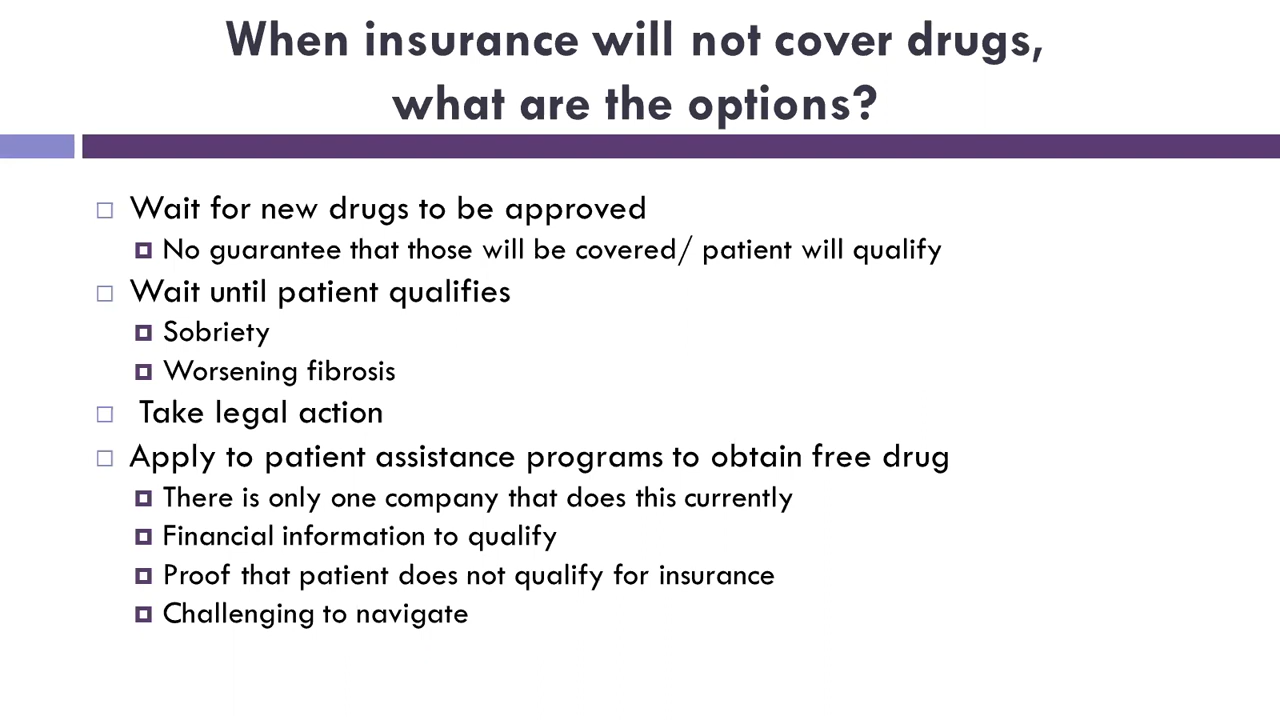 When insurance will not cover drugs,
what are the options?
Wait for new drugs to be approved
No guarantee that those will be covered/ patient will qualify
Wait until patient qualifies
Sobriety
Worsening fibrosis
Take legal action
Apply to patient assistance programs to obtain free drug
There is only one company that does this currently
Financial information to qualify
Proof that patient does not qualify for insurance
Challenging to navigate